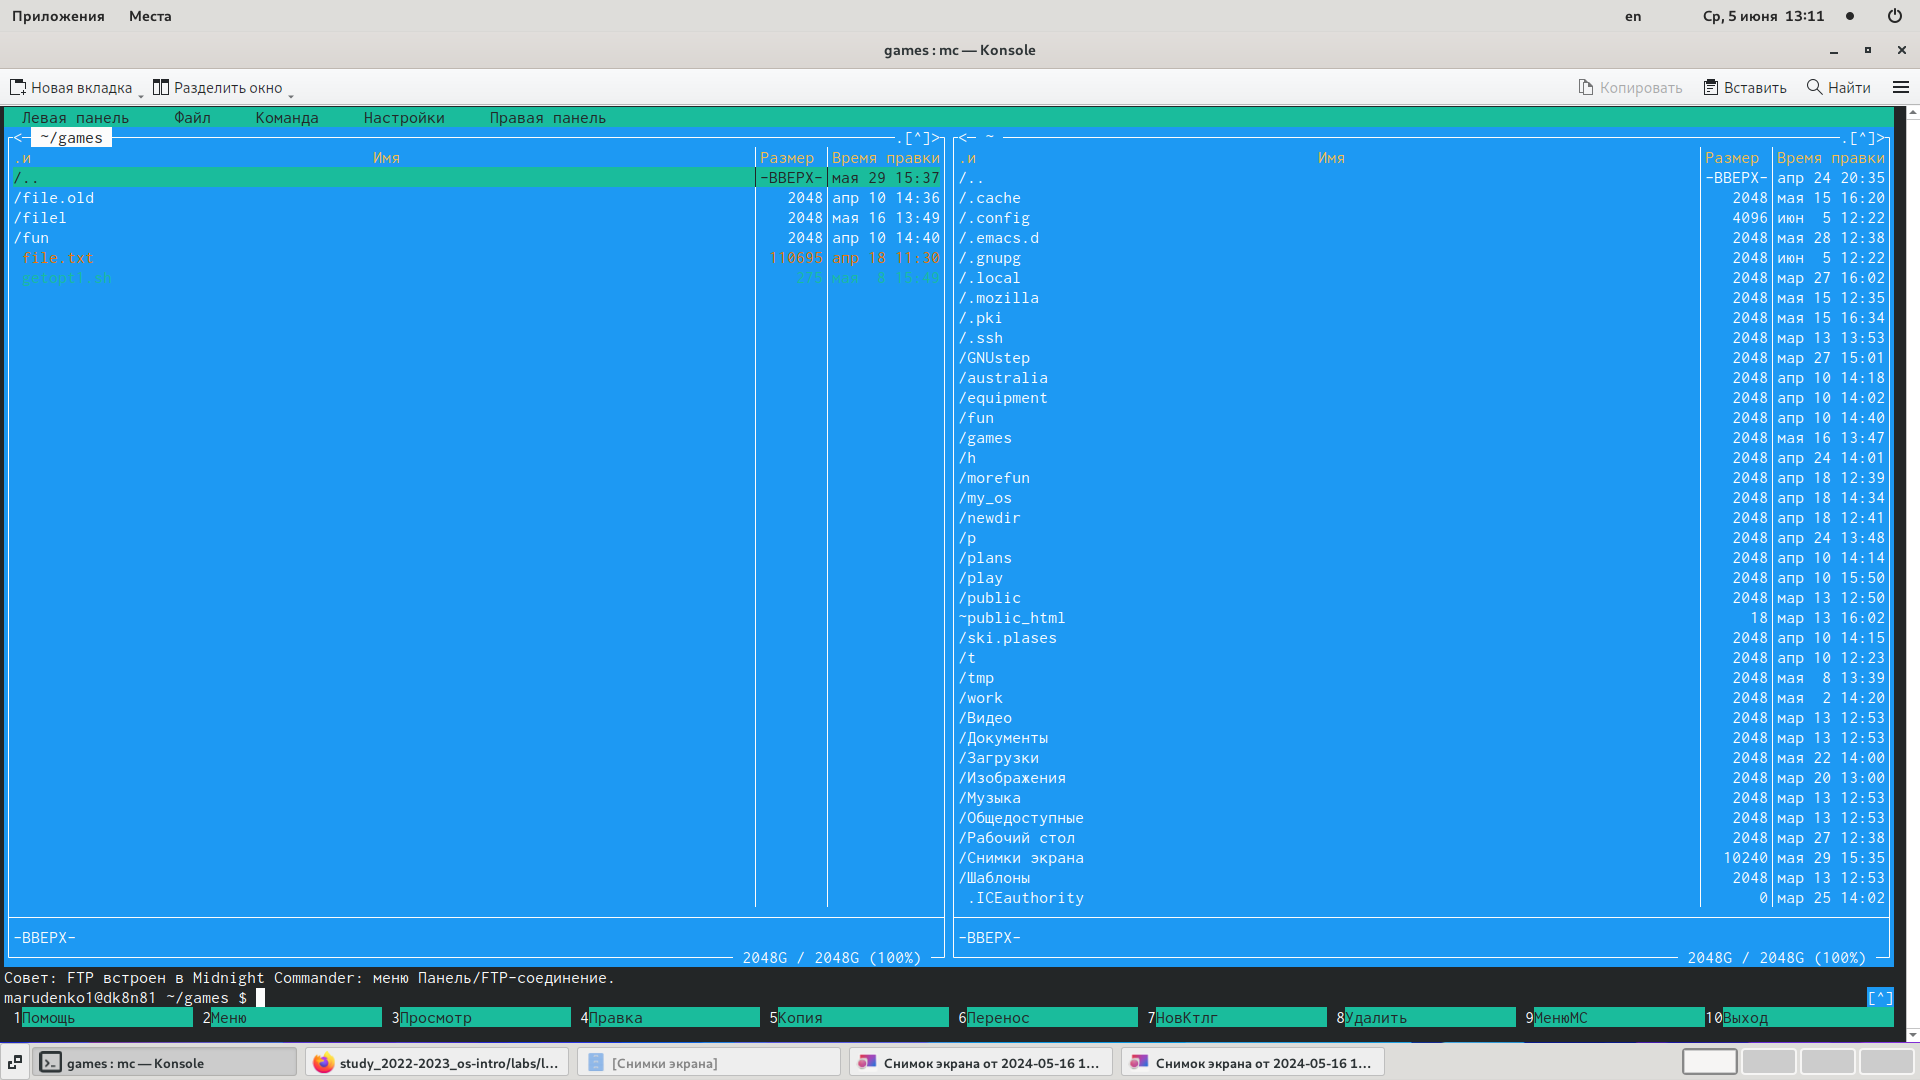 Приложения Места en Ср, 5 июня 13:11
games : mc — Konsole
Новая вкладка Разделить окно Копировать Вставить Найти
Левая панель Файл Команда Настройки Правая панель
<─ ~/games .[^]>
.и Имя Размер Время правки
/.. -ВВЕРХ- мая 29 15:37
/file.old 2048 апр 10 14:36
/filel 2048 мая 16 13:49
/fun 2048 апр 10 14:40
file.txt 110695 апр 18 11:30
getopt1.sh 275 мая 8 15:49
-ВВЕРХ-
2048G / 2048G (100%)
<─ ~ .[^]>
.и Имя Размер Время правки
/.. -ВВЕРХ- апр 24 20:35
/.cache 2048 мая 15 16:20
/.config 4096 июн 5 12:22
/.emacs.d 2048 мая 28 12:38
/.gnupg 2048 июн 5 12:22
/.local 2048 мар 27 16:02
/.mozilla 2048 мая 15 12:35
/.pki 2048 мая 15 16:34
/.ssh 2048 мар 13 13:53
/GNUstep 2048 мар 27 15:01
/australia 2048 апр 10 14:18
/equipment 2048 апр 10 14:02
/fun 2048 апр 10 14:40
/games 2048 мая 16 13:47
/h 2048 апр 24 14:01
/morefun 2048 апр 18 12:39
/my_os 2048 апр 18 14:34
/newdir 2048 апр 18 12:41
/p 2048 апр 24 13:48
/plans 2048 апр 10 14:14
/play 2048 апр 10 15:50
/public 2048 мар 13 12:50
~public_html 18 мар 13 16:02
/ski.plases 2048 апр 10 14:15
/t 2048 апр 10 12:23
/tmp 2048 мая 8 13:39
/work 2048 мая 2 14:20
/Видео 2048 мар 13 12:53
/Документы 2048 мар 13 12:53
/Загрузки 2048 мая 22 14:00
/Изображения 2048 мар 20 13:00
/Музыка 2048 мар 13 12:53
/Общедоступные 2048 мар 13 12:53
/Рабочий стол 2048 мар 27 12:38
/Снимки экрана 10240 мая 29 15:35
/Шаблоны 2048 мар 13 12:53
.ICEauthority 0 мар 25 14:02
-ВВЕРХ-
2048G / 2048G (100%)
Совет: FTP встроен в Midnight Commander: меню Панель/FTP-соединение.
marudenko1@dk8n81 ~/games $ [^]
1Помощь 2Меню 3Просмотр 4Правка 5Копия 6Перенос 7НовКтлг 8Удалить 9МенюМС 10Выход
games : mc — Konsole study_2022-2023_os-intro/labs/l... [Снимки экрана] Снимок экрана от 2024-05-16 1... Снимок экрана от 2024-05-16 1...